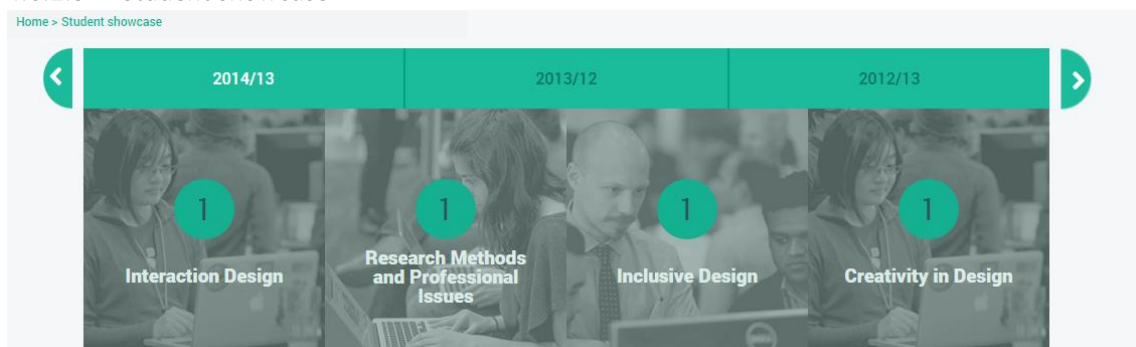 Home > Student showcase
2014/13
2013/12
2012/13
1
1
1
1
Interaction Design
Research Methods
and Professional
Issues
Inclusive Design
Creativity in Design